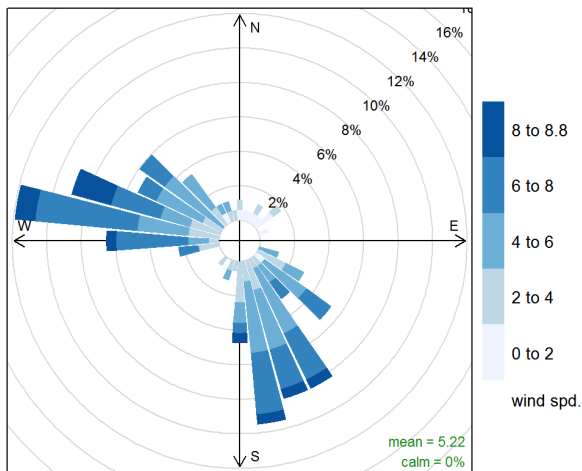 N
16%
14%
12%
10%
8%
6%
4%
2%
W
E
S
8 to 8.8
6 to 8
4 to 6
2 to 4
0 to 2
wind spd.
mean = 5.22
calm = 0%